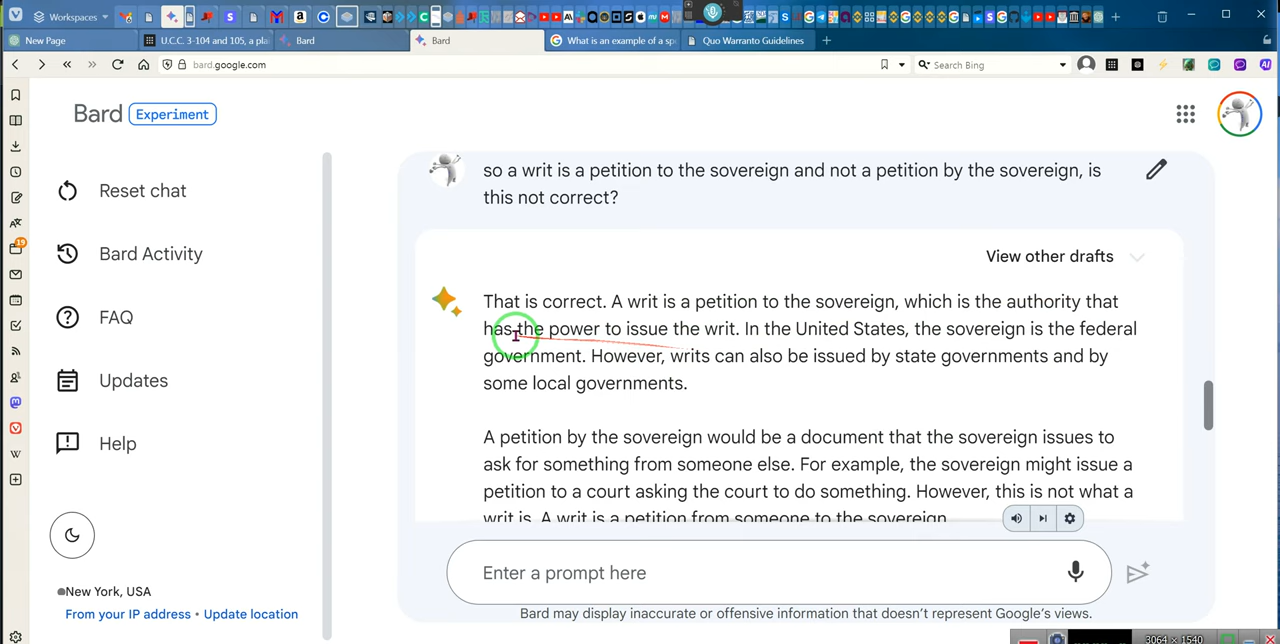 Workspaces
New Page
U.C.C. 3-104 and 105, a pla
Bard
Bard
What is an example of a sp
Quo Warranto Guidelines
bard.google.com
Search Bing
Bard Experiment
Reset chat
Bard Activity
FAQ
Updates
Help
New York, USA
From your IP address • Update location
so a writ is a petition to the sovereign and not a petition by the sovereign, is
this not correct?
View other drafts
That is correct. A writ is a petition to the sovereign, which is the authority that
has the power to issue the writ. In the United States, the sovereign is the federal
government. However, writs can also be issued by state governments and by
some local governments.
A petition by the sovereign would be a document that the sovereign issues to
ask for something from someone else. For example, the sovereign might issue a
petition to a court asking the court to do something. However, this is not what a
writ is. A writ is a petition from someone to the sovereign
Enter a prompt here
Bard may display inaccurate or offensive information that doesn't represent Google's views.
19
3064 × 1540